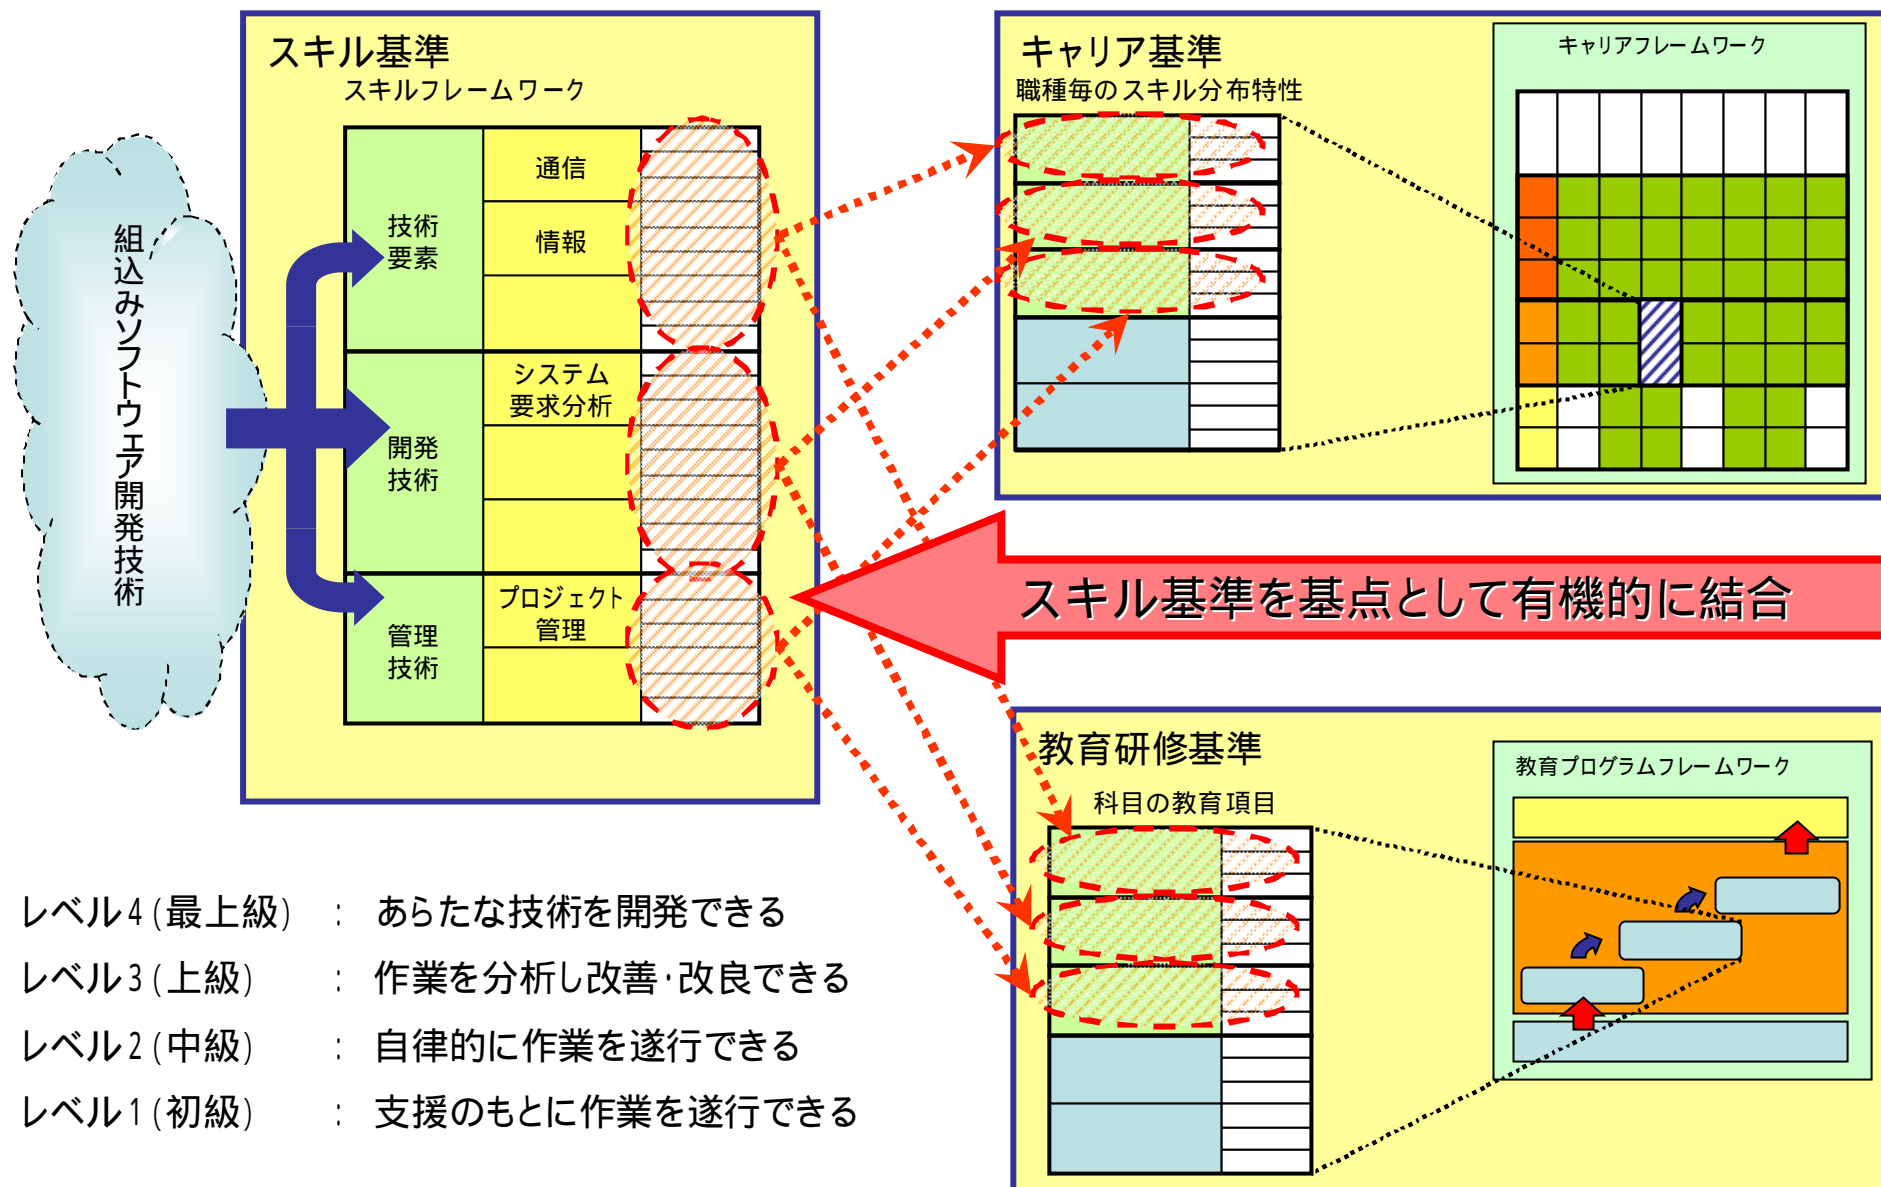 スキル基準
スキルフレームワーク
組込みソフトウェア開発技術
技術
要素
通信
情報
開発
技術
システム
要求分析
管理
技術
プロジェクト
管理
キャリア基準
職種毎のスキル分布特性
キャリアフレームワーク
スキル基準を基点として有機的に結合
教育研修基準
科目の教育項目
教育プログラムフレームワーク
レベル4(最上級) : あらたな技術を開発できる
レベル3(上級) : 作業を分析し改善・改良できる
レベル2(中級) : 自律的に作業を遂行できる
レベル1(初級) : 支援のもとに作業を遂行できる